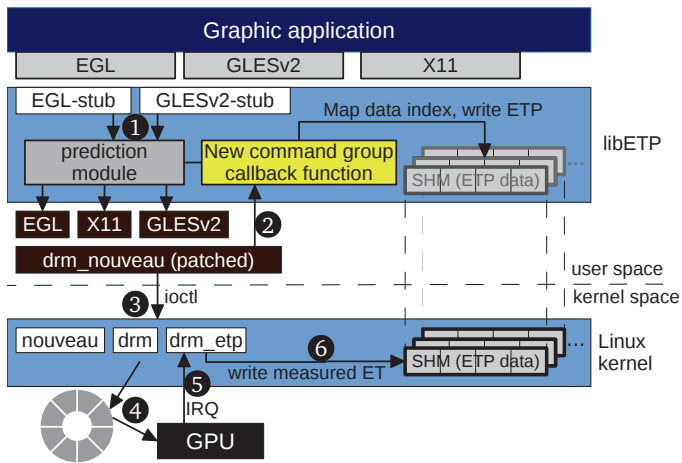 Graphic application
EGL
GLESv2
X11
EGL-stub
GLESv2-stub
Map data index, write ETP
libETP
1
prediction
module
New command group
callback function
SHM (ETP data)
...
EGL
X11
GLESv2
2
drm_nouveau (patched)
user space
kernel space
3
ioctl
nouveau
drm
drm_etp
6
write measured ET
SHM (ETP data)
...
Linux
kernel
5
IRQ
4
GPU